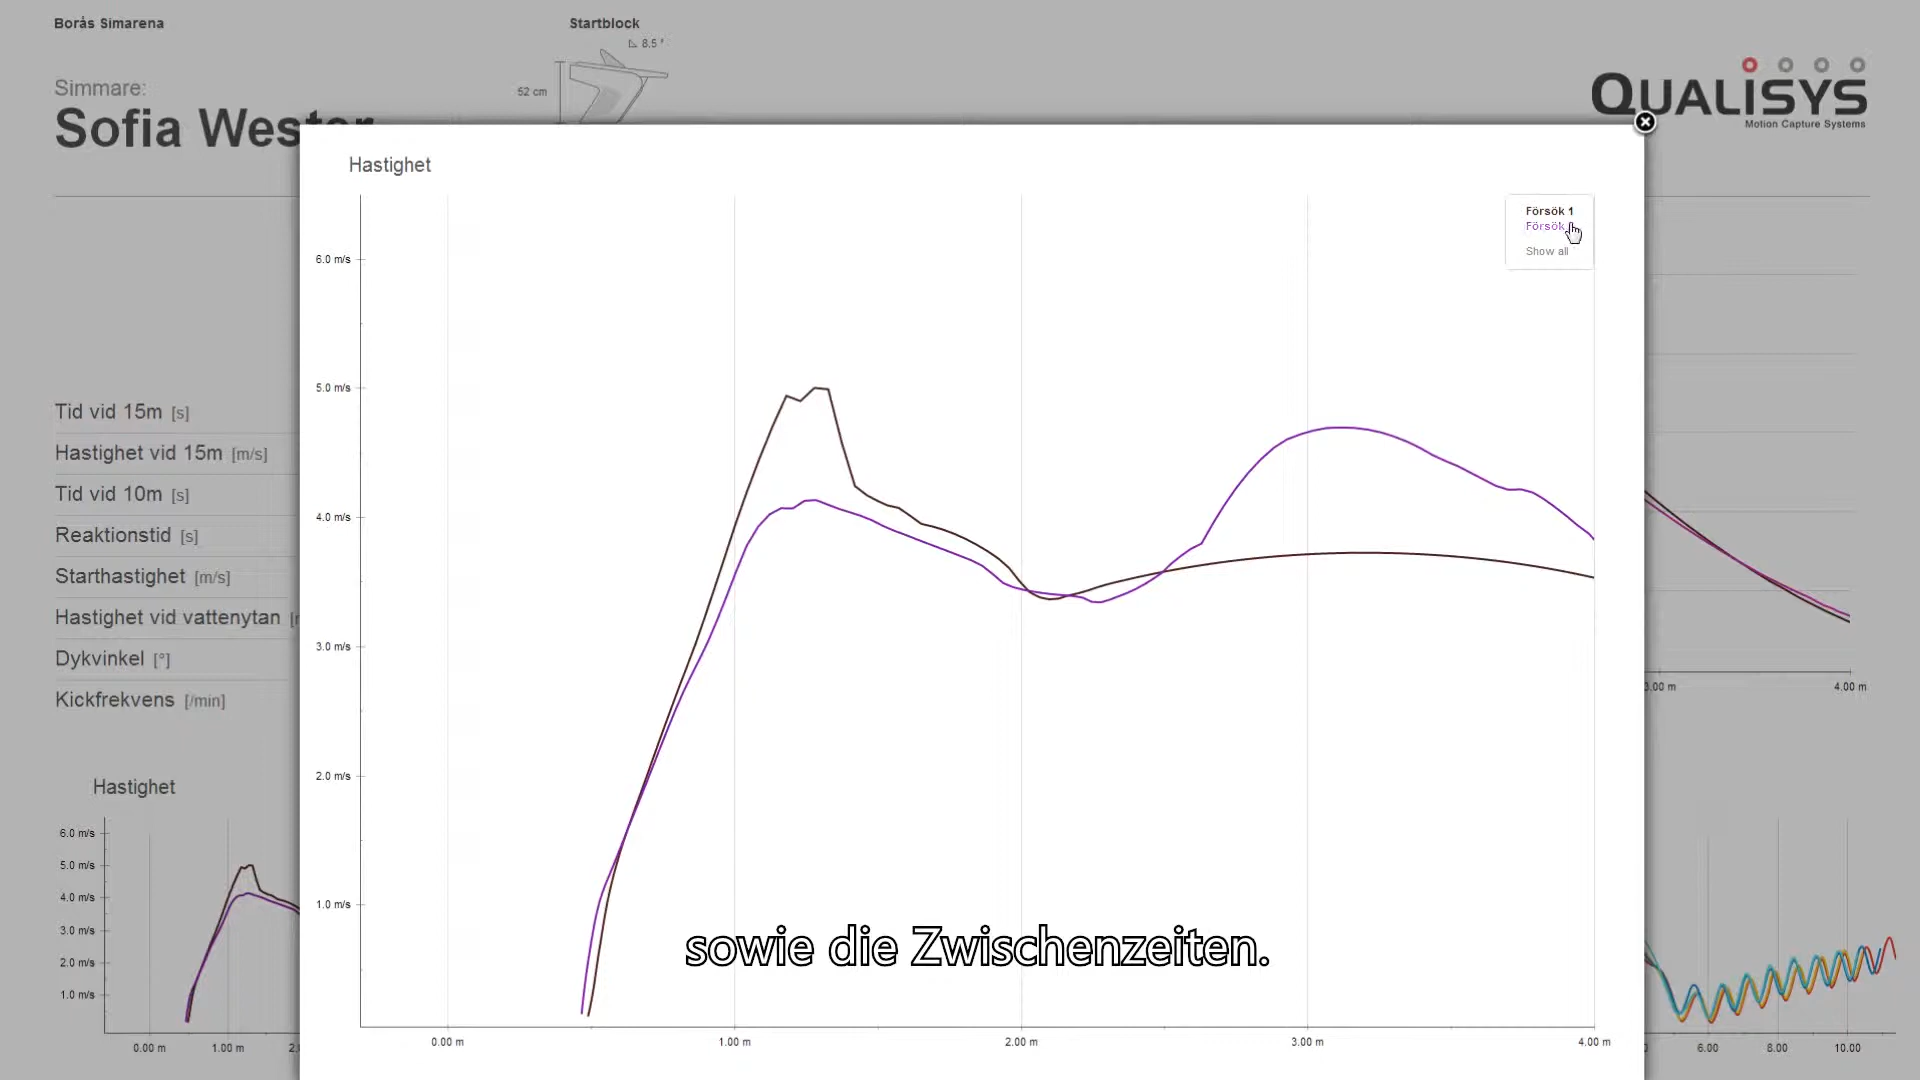 Borås Simarena
Startblock
8.5 °
52 cm
Simmare:
Sofia Wester
QUALISYS
Motion Capture Systems
Hastighet
Försök 1
Försök
Show all
6.0 m/s
5.0 m/s
4.0 m/s
3.0 m/s
2.0 m/s
1.0 m/s
0.00 m
1.00 m
2.00 m
3.00 m
4.00 m
sowie die Zwischenzeiten.
Tid vid 15m [s]
Hastighet vid 15m [m/s]
Tid vid 10m [s]
Reaktionstid [s]
Starthastighet [m/s]
Hastighet vid vattenytan
Dykvinkel [°]
Kickfrekvens [/min]
3.00 m
4.00 m
Hastighet
6.0 m/s
5.0 m/s
4.0 m/s
3.0 m/s
2.0 m/s
1.0 m/s
0.00 m
1.00 m
6.00
8.00
10.00